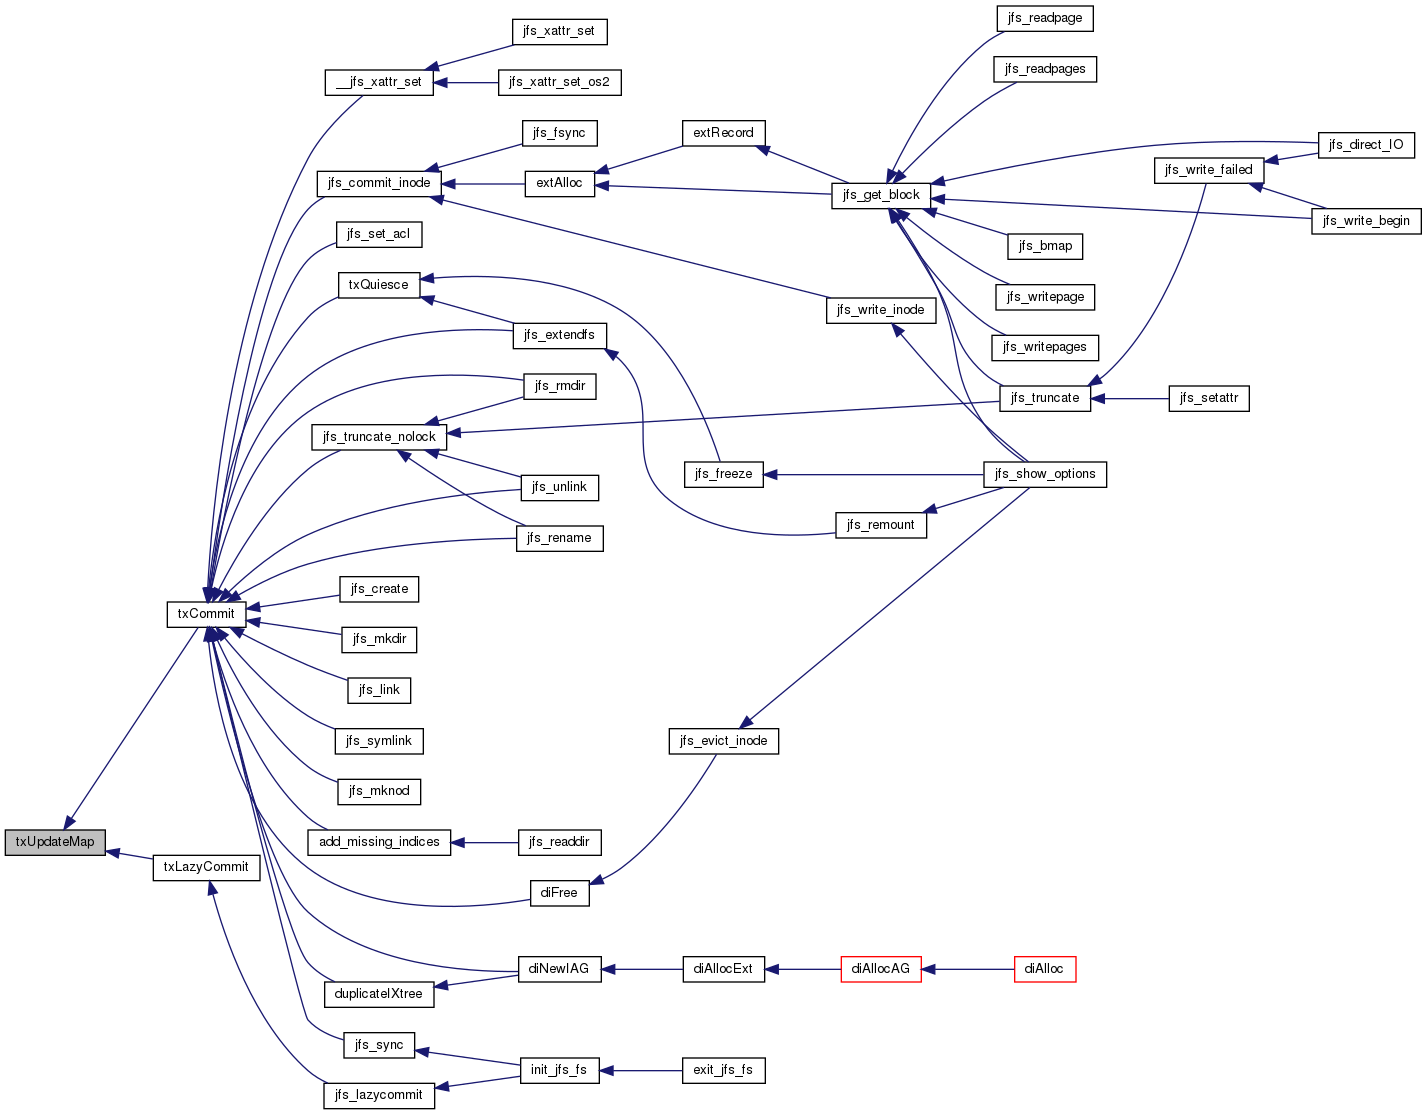 jfs_readpage
jfs_xattr_set
jfs_readpages
__jfs_xattr_set
jfs_xattr_set_os2
jfs_fsync
extRecord
jfs_direct_IO
jfs_write_failed
jfs_commit_inode
extAlloc
jfs_get_block
jfs_write_begin
jfs_set_acl
jfs_bmap
txQuiesce
jfs_writepage
jfs_write_inode
jfs_extendfs
jfs_writepages
jfs_rmdir
jfs_truncate
jfs_setattr
jfs_truncate_nolock
jfs_freeze
jfs_show_options
jfs_unlink
jfs_remount
jfs_rename
jfs_create
txCommit
jfs_mkdir
jfs_link
jfs_symlink
jfs_evict_inode
jfs_mknod
txUpdateMap
add_missing_indices
jfs_readdir
txLazyCommit
diFree
diNewIAG
diAllocExt
diAllocAG
diAlloc
duplicateIXtree
jfs_sync
init_jfs_fs
exit_jfs_fs
jfs_lazycommit